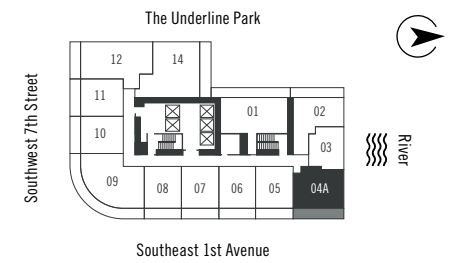 The Underline Park
Southwest 7th Street
12
14
11
01
02
10
03
River
09
08
07
06
05
04A
Southeast 1st Avenue